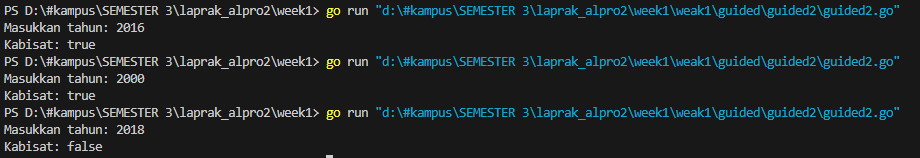 PS D:\#kampus\SEMESTER 3\laprak_alpro2\week1> go run "d:\#kampus\SEMESTER 3\laprak_alpro2\week1\weak1\guided\guided2\guided2.go"
Masukkan tahun: 2016
Kabisat: true
PS D:\#kampus\SEMESTER 3\laprak_alpro2\week1> go run "d:\#kampus\SEMESTER 3\laprak_alpro2\week1\weak1\guided\guided2\guided2.go"
Masukkan tahun: 2000
Kabisat: true
PS D:\#kampus\SEMESTER 3\laprak_alpro2\week1> go run "d:\#kampus\SEMESTER 3\laprak_alpro2\week1\weak1\guided\guided2\guided2.go"
Masukkan tahun: 2018
Kabisat: false